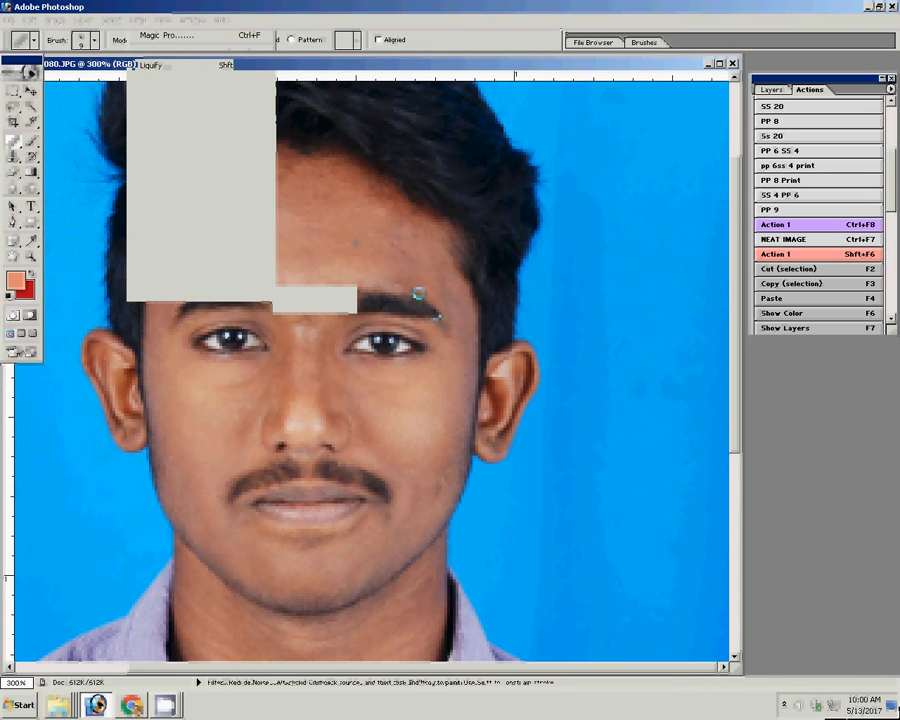 Adobe Photoshop
Brush: 9 Mod
Magic Pro....... Ctrl+F
Pattern Aligned
File Browser Brushes
080.JPG @ 300% (RGB)
Liquify Shft
Layers Actions
SS 20
PP 8
5s 20
PP 6 SS 4
pp 6ss 4 print
PP 8 Print
SS 4 PP 6
PP 9
Action 1 Ctrl+F8
NEAT IMAGE Ctrl+F7
Action 1 Shft+F6
Cut (selection) F2
Copy (selection) F3
Paste F4
Show Color F6
Show Layers F7
T
300% Doc: 612K/612K
Start
10:00 AM
5/13/2017